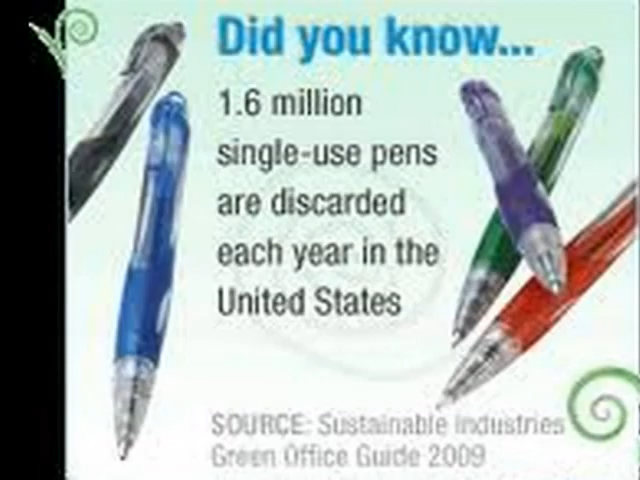 Did you know...
1.6 million
single-use pens
are discarded
each year in the
United States
SOURCE: Sustainable Industries
Green Office Guide 2009